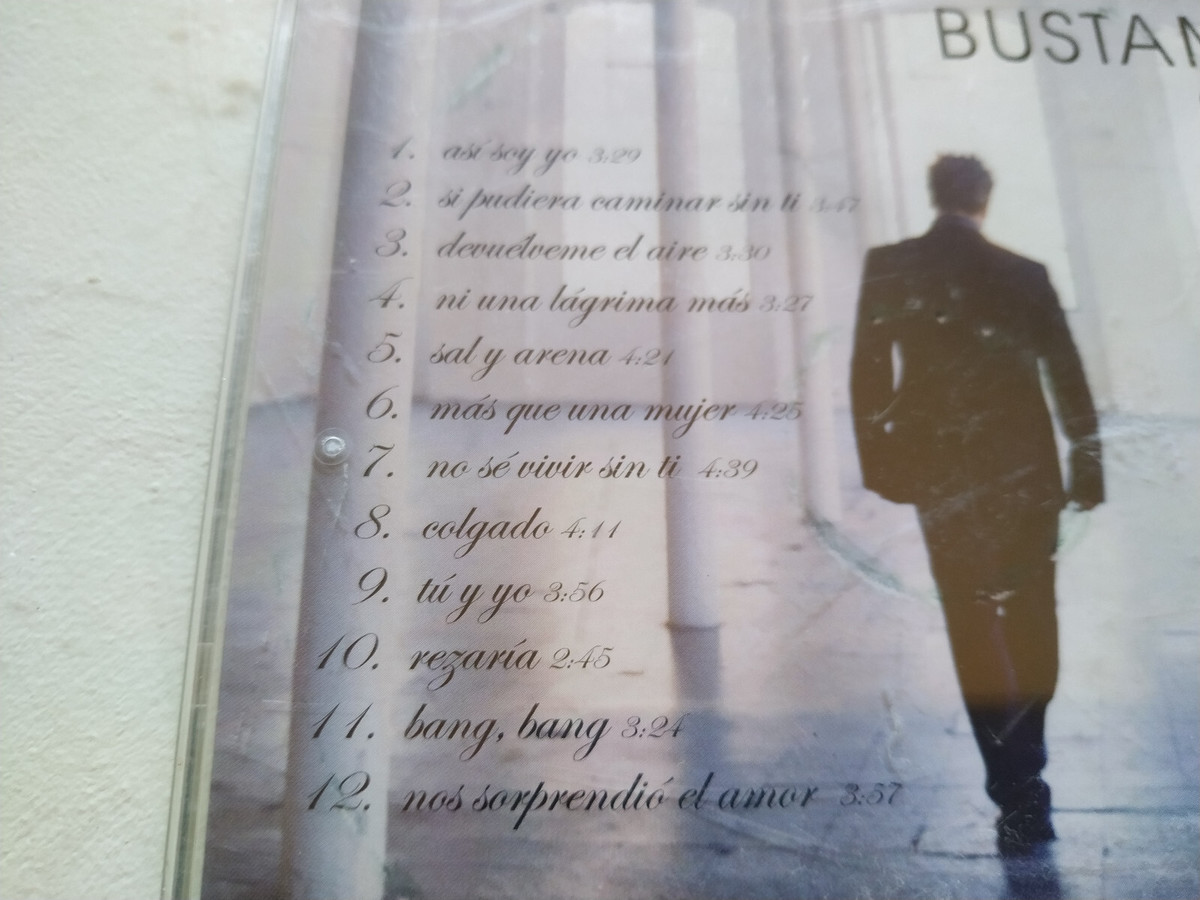 BUSTAM
1. así soy yo 3:29
2. si pudiera caminar sin ti 3:47
3. devuélveme el aire 3:30
4. ni una lágrima más 3:27
5. sal y arena 4:21
6. más que una mujer 4:25
7. no sé vivir sin ti 4:39
8. colgado 4:11
9. tú y yo 3:56
10. rezaría 2:45
11. bang, bang 3:24
12. nos sorprendió el amor 3:57